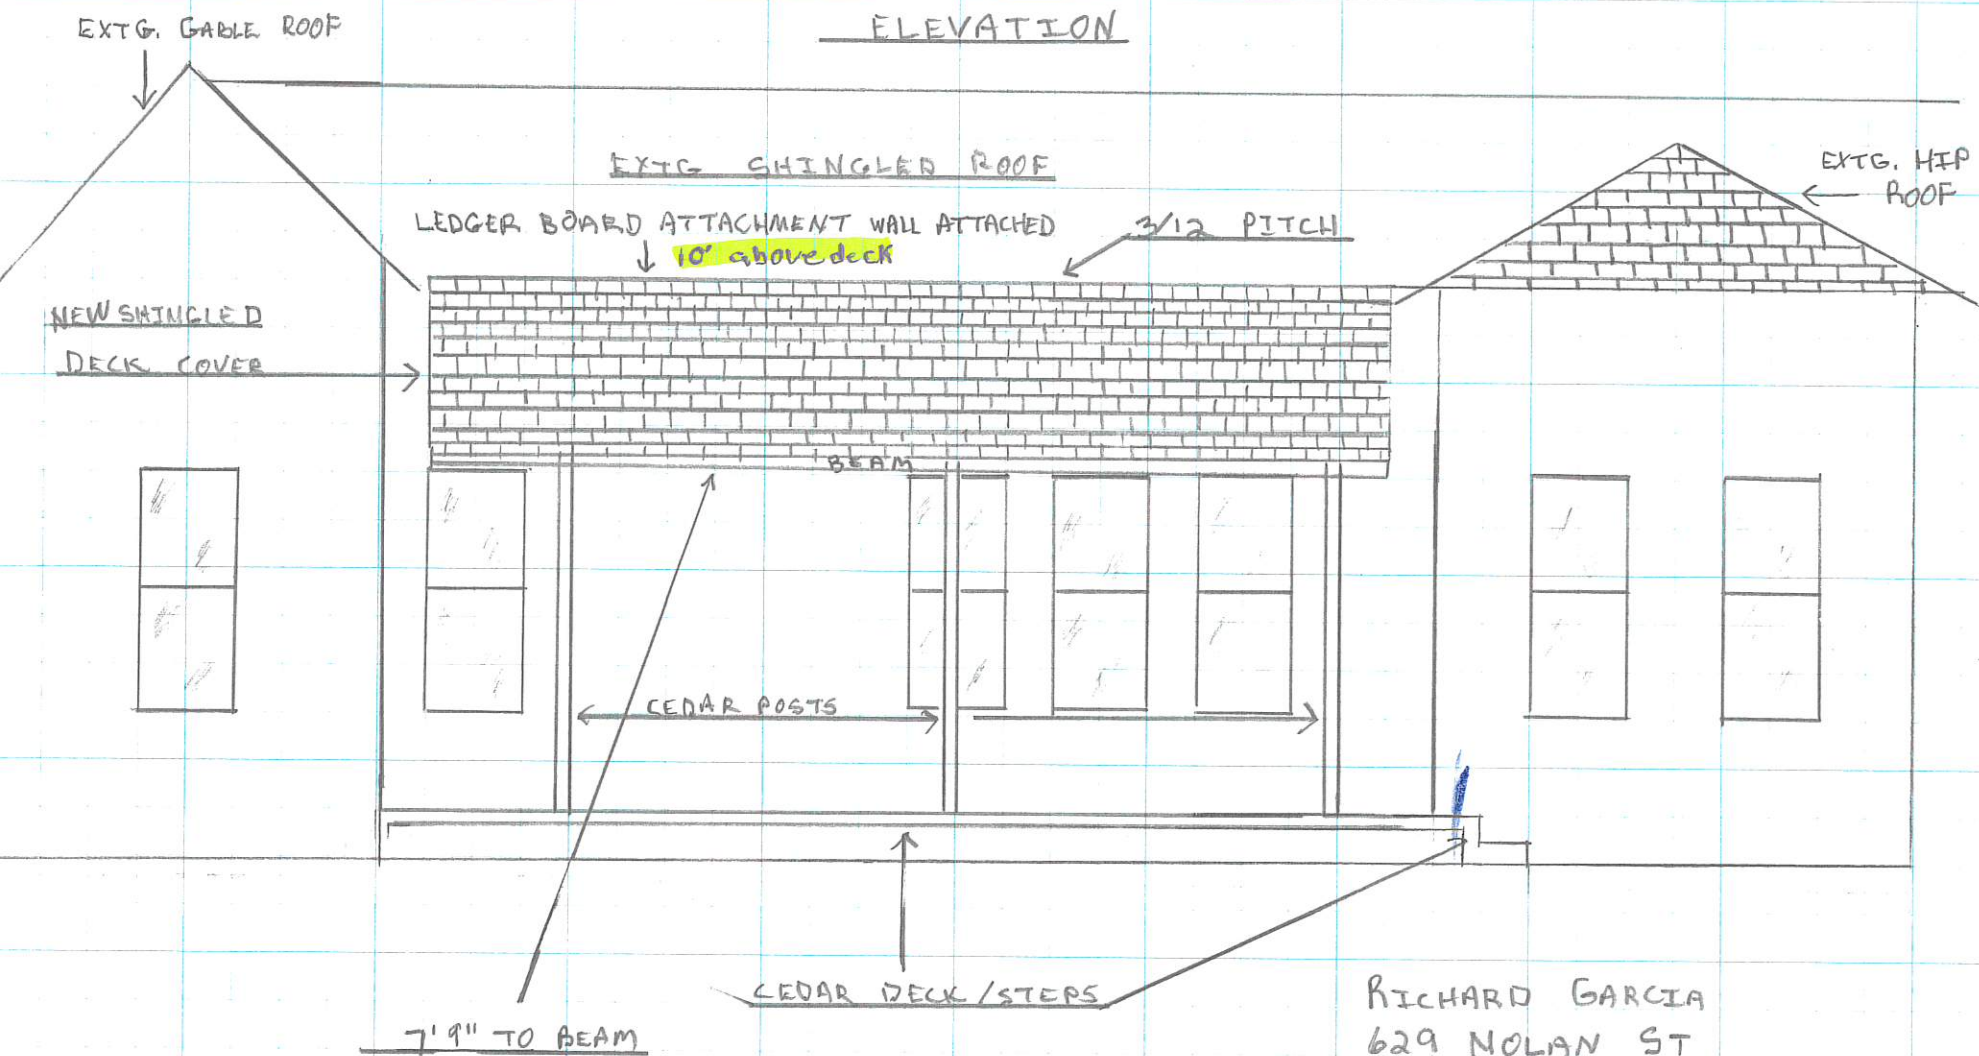 ELEVATION
EXTG. GABLE ROOF
EXTG SHINGLED ROOF
EXTG. HIP
ROOF
LEDGER BOARD ATTACHMENT WALL ATTACHED
10' above deck
3/12 PITCH
NEW SHINGLED
DECK COVER
BEAM
CEDAR POSTS
CEDAR DECK/STEPS
7'9" TO BEAM
RICHARD GARCIA
629 NOLAN ST